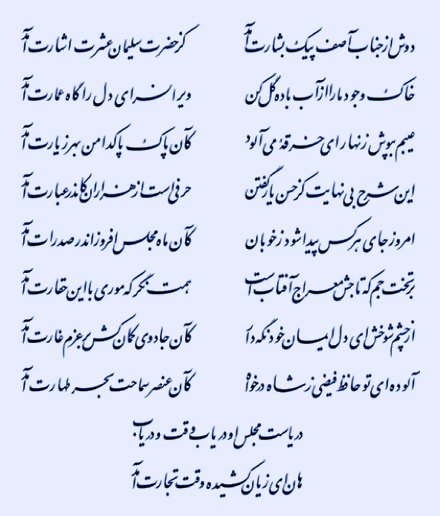 دوش از جناب آصف پیک بشارت آمد کز حضرت سلیمان عشرت اشارت آمد
خاک وجود ما را از آب باده گل کن ویرانسرای دل را گاه عمارت آمد
عیبم بپوش زنهار ای خرقهٔ می آلود کان پاک پاکدامن بهر زیارت آمد
این شرح بی نهایت کز حسن یار گفتن حرفی است از هزاران کاندر عبارت آمد
امروز جای هر کس پیدا شود ز خوبان کان ماه مجلس افروز اندر صدارت آمد
بر تخت جم که تاجش معراج آفتاب است همت نگر که موری با این حقارت آمد
از چشم شوخش ای دل ایمان خود نگه دار کان جادوی کمان کش بر عزم غارت آمد
آلوده ای تو حافظ فیضی ز شاه درخواه کان عنصر سماحت بحر طهارت آمد
دریاست مجلس او دریاب وقت و دریاب
هان ای زیان کشیده وقت تجارت آمد